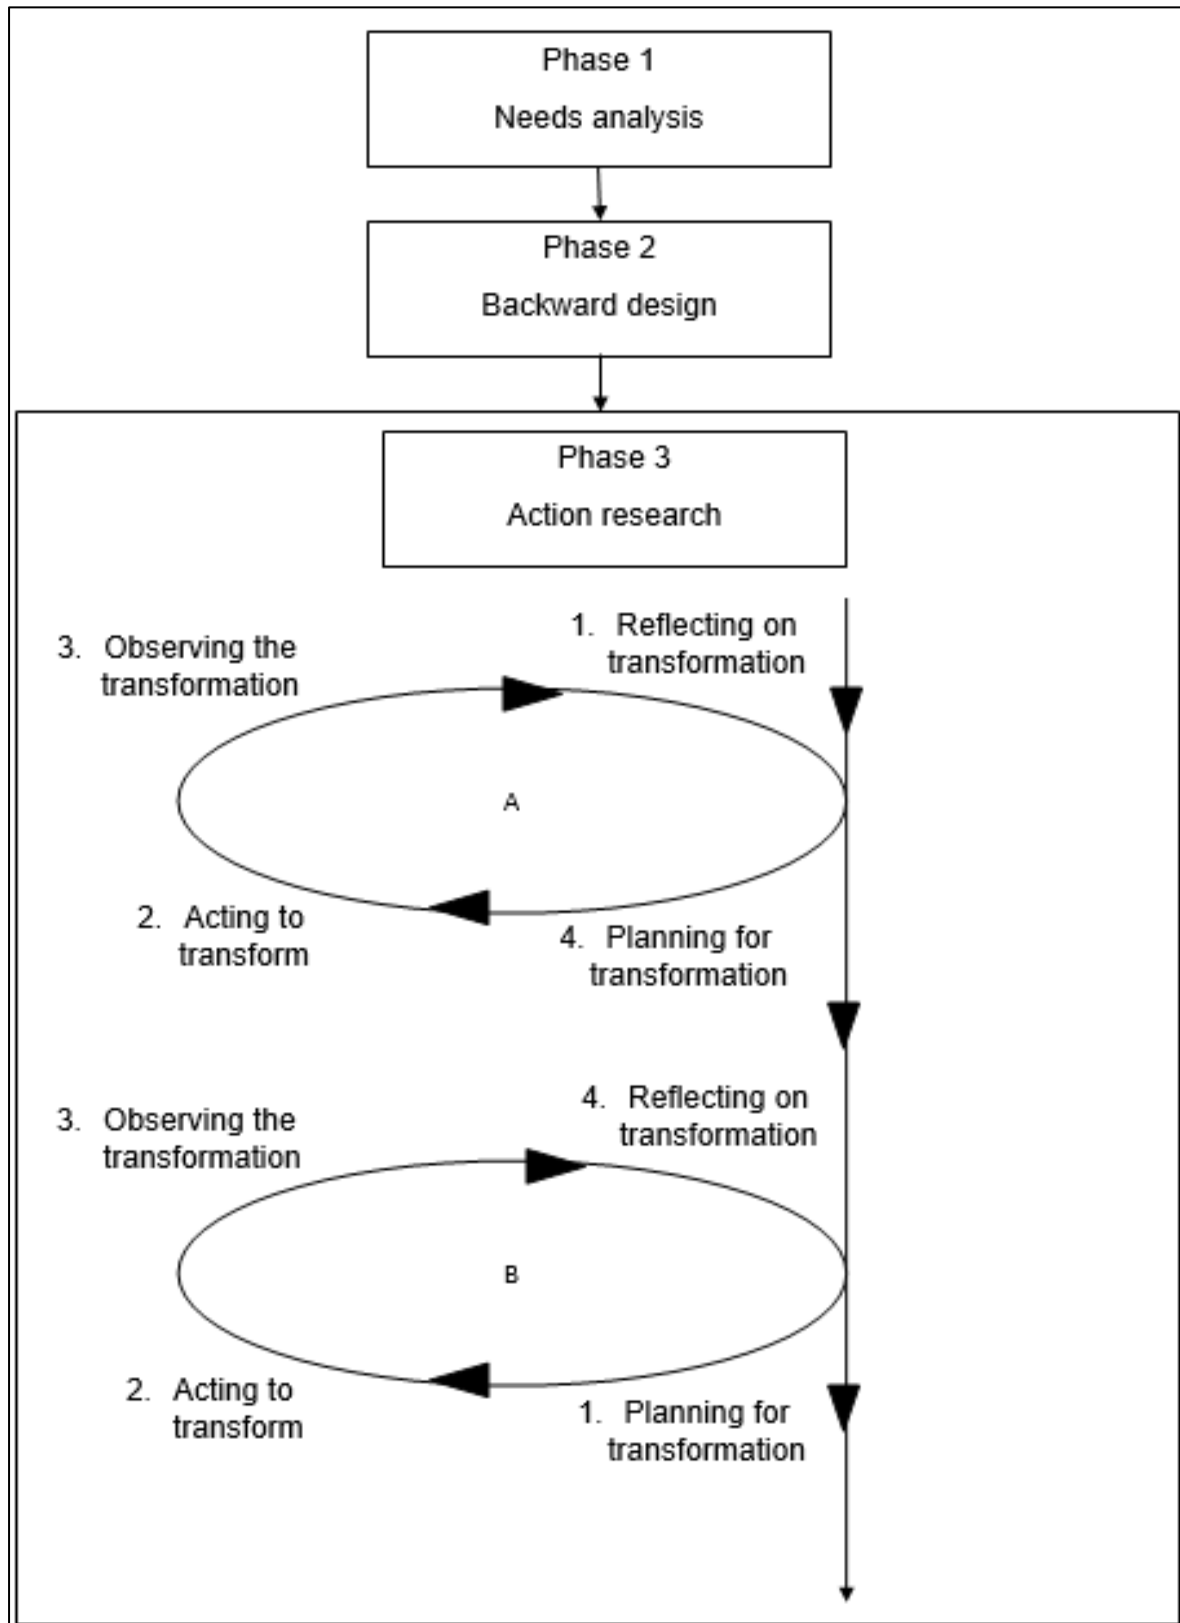 Phase 1
Needs analysis
Phase 2
Backward design
Phase 3
Action research
1. Reflecting on
transformation
3. Observing the
transformation
A
2. Acting to
transform
4. Planning for
transformation
4. Reflecting on
transformation
3. Observing the
transformation
B
2. Acting to
transform
1. Planning for
transformation